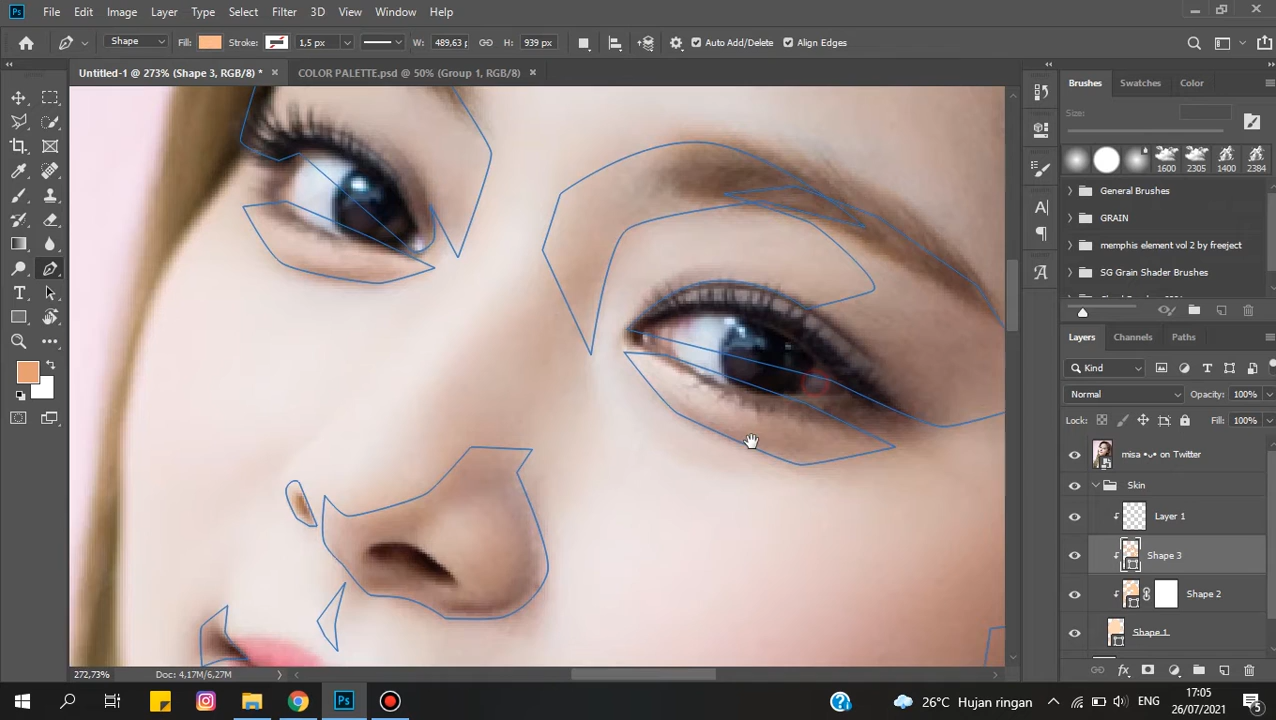 Ps File Edit Image Layer Type Select Filter 3D View Window Help
Shape Fill: Stroke: 1,5 px W: 489,63 p H: 939 px Auto Add/Delete Align Edges
Untitled-1 @ 273% (Shape 3, RGB/8) * × COLOR PALETTE.psd @ 50% (Group 1, RGB/8) ×
Brushes Swatches Color
Size:
1600 2305 1400 2384
General Brushes
GRAIN
memphis element vol 2 by freeject
SG Grain Shader Brushes
Layers Channels Paths
Kind
Normal Opacity: 100%
Lock: Fill: 100%
misa •ᴗ• on Twitter
Skin
Layer 1
Shape 3
Shape 2
Shape 1
272,73% Doc: 4,17M/6,27M
Ps 26°C Hujan ringan ENG 17:05
26/07/2021 5